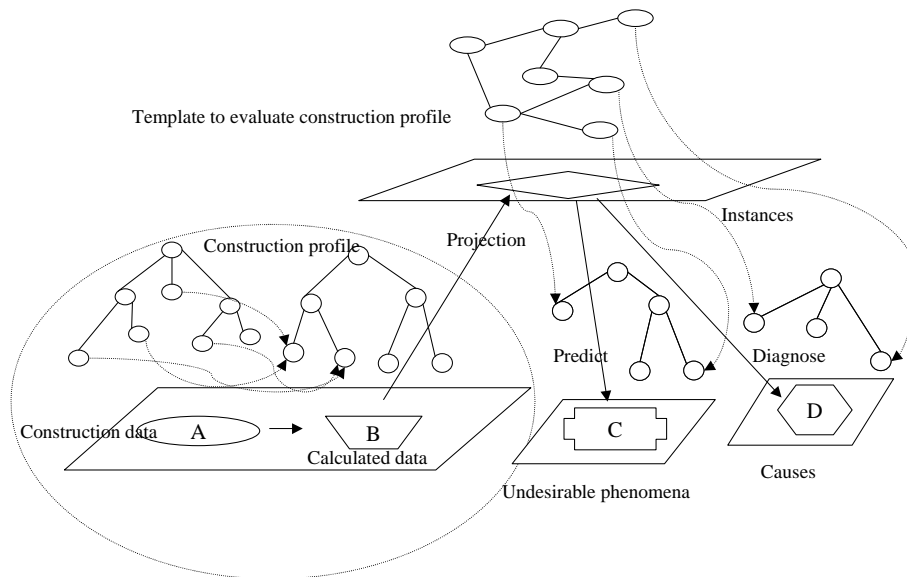 Template to evaluate construction profile
Instances
Construction profile
Projection
Predict
Diagnose
Construction data
A
B
C
D
Calculated data
Causes
Undesirable phenomena